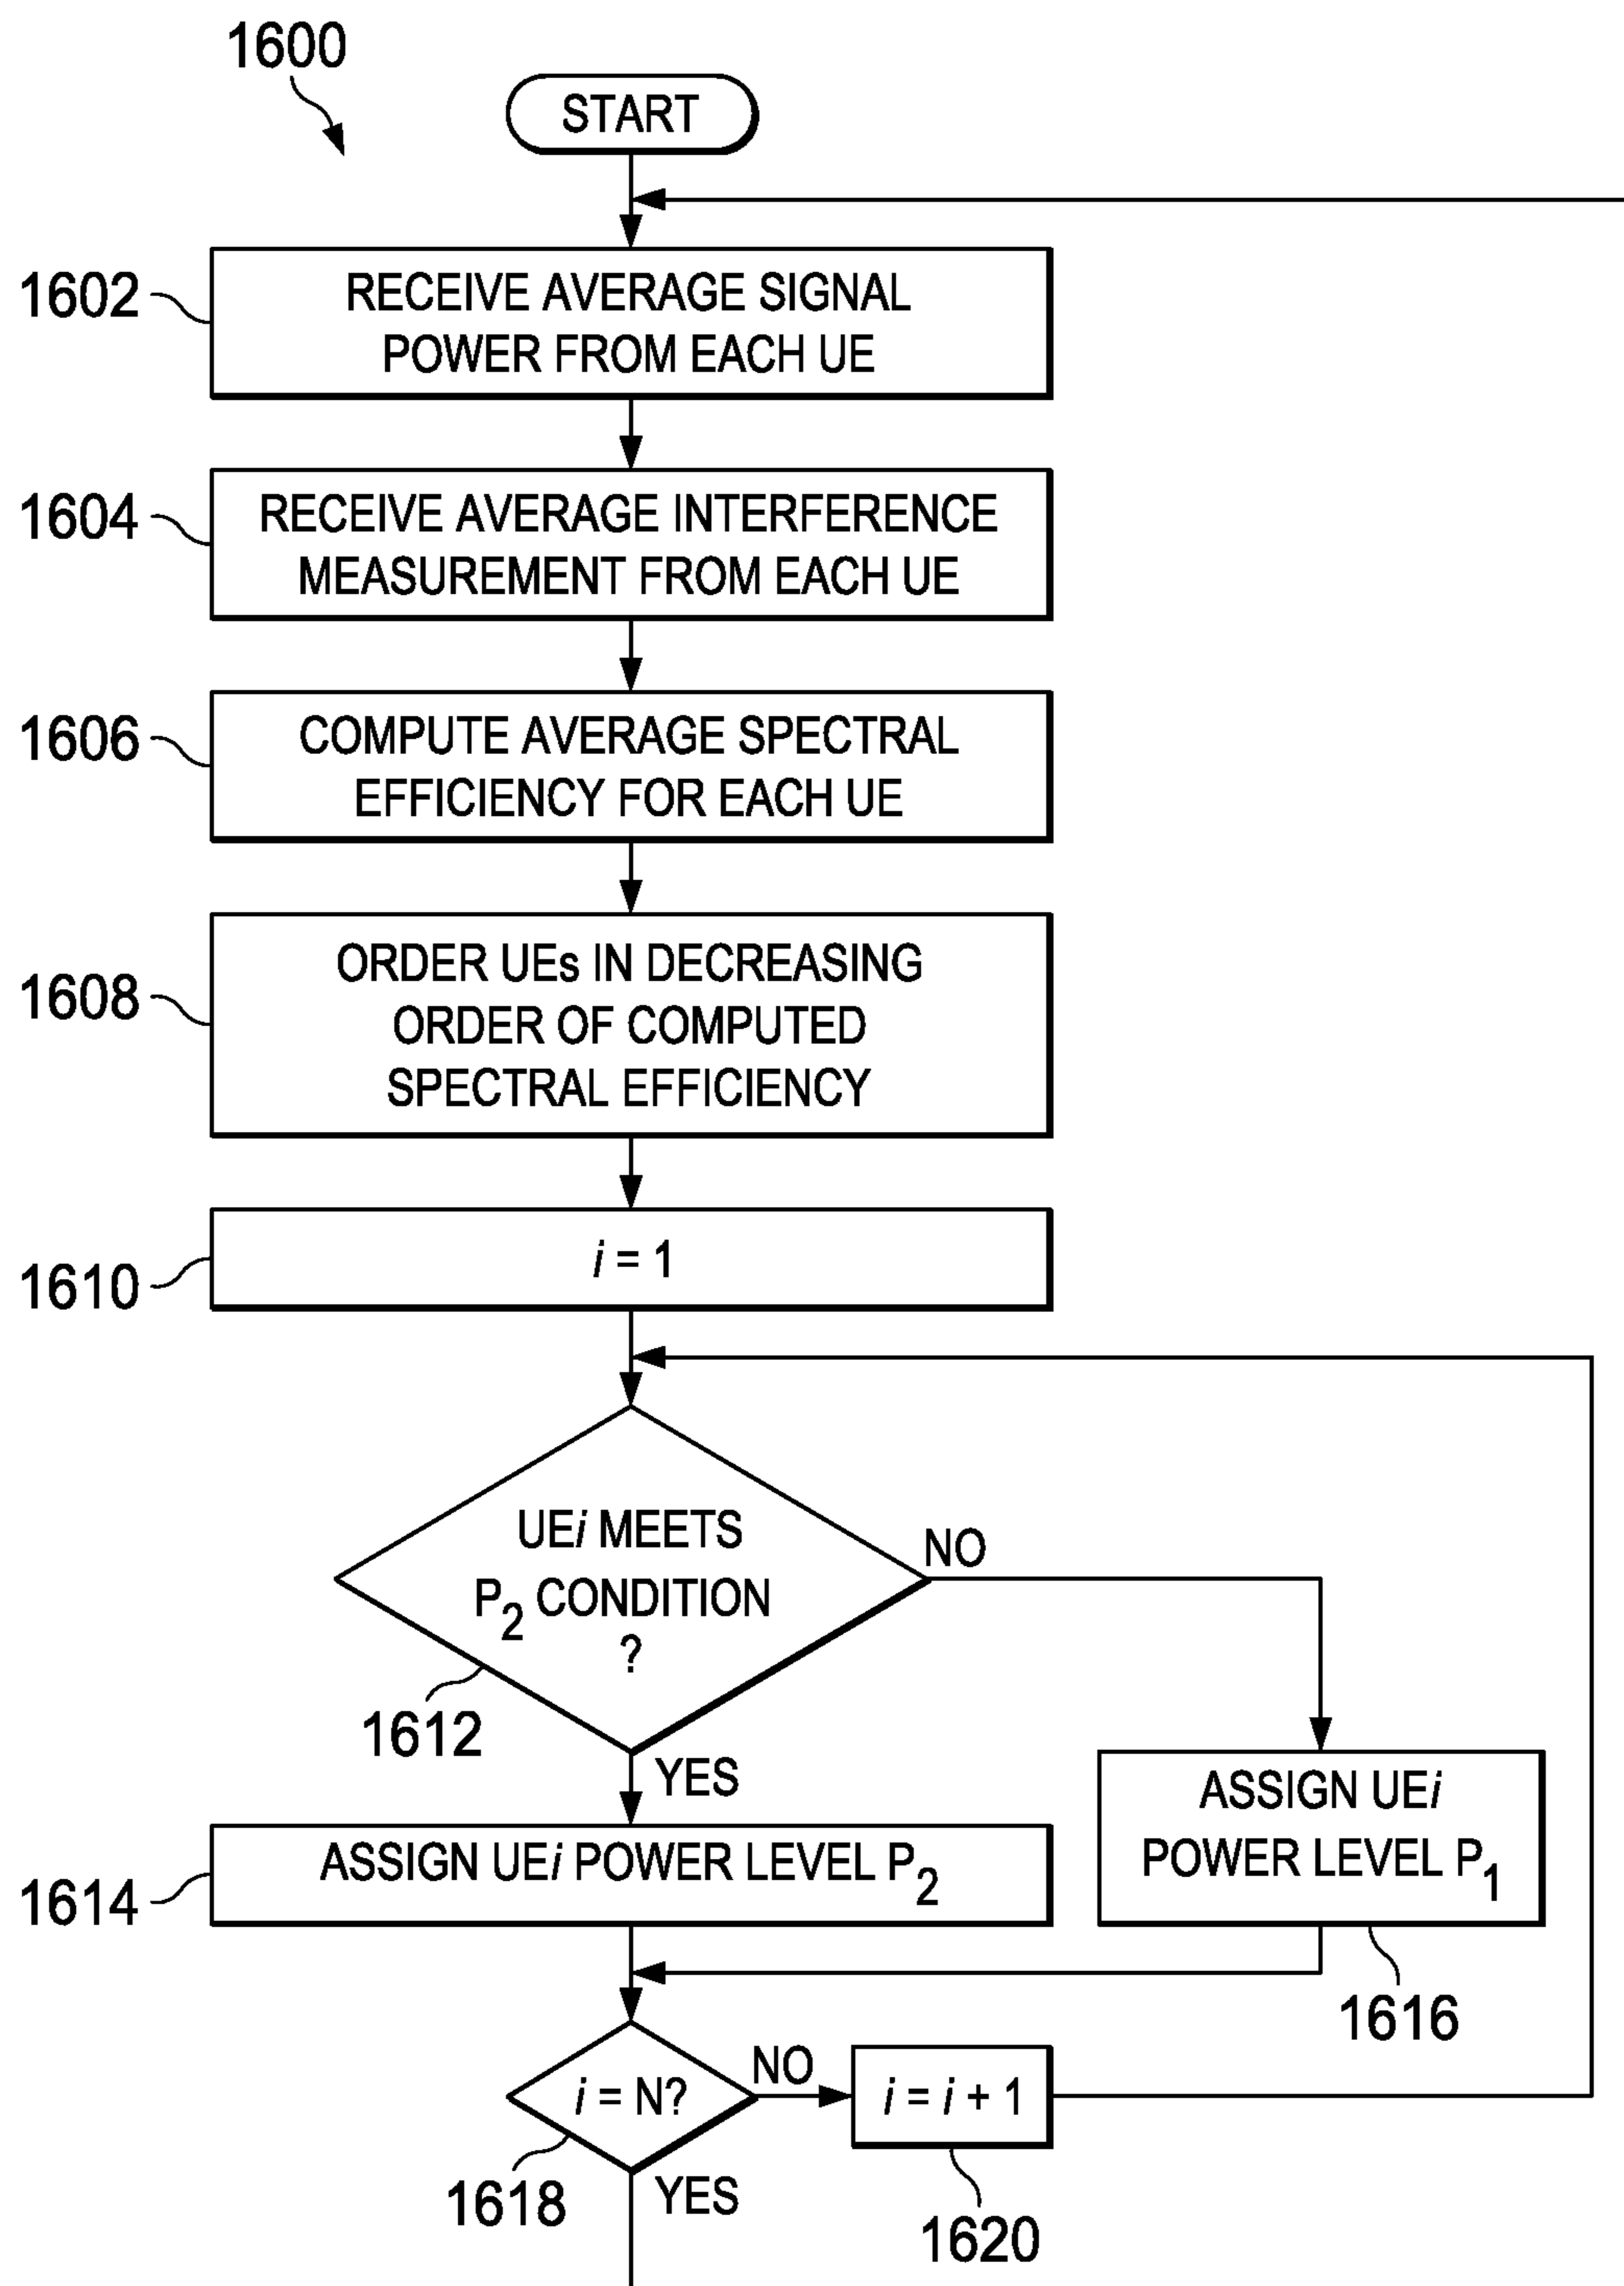 1600
START
1602
RECEIVE AVERAGE SIGNAL
POWER FROM EACH UE
1604
RECEIVE AVERAGE INTERFERENCE
MEASUREMENT FROM EACH UE
1606
COMPUTE AVERAGE SPECTRAL
EFFICIENCY FOR EACH UE
1608
ORDER UEs IN DECREASING
ORDER OF COMPUTED
SPECTRAL EFFICIENCY
1610
i = 1
UEi MEETS
P2 CONDITION
?
NO
1612
YES
ASSIGN UEi
POWER LEVEL P1
1614
ASSIGN UEi POWER LEVEL P2
1616
i = N?
NO
i = i + 1
1618
YES
1620